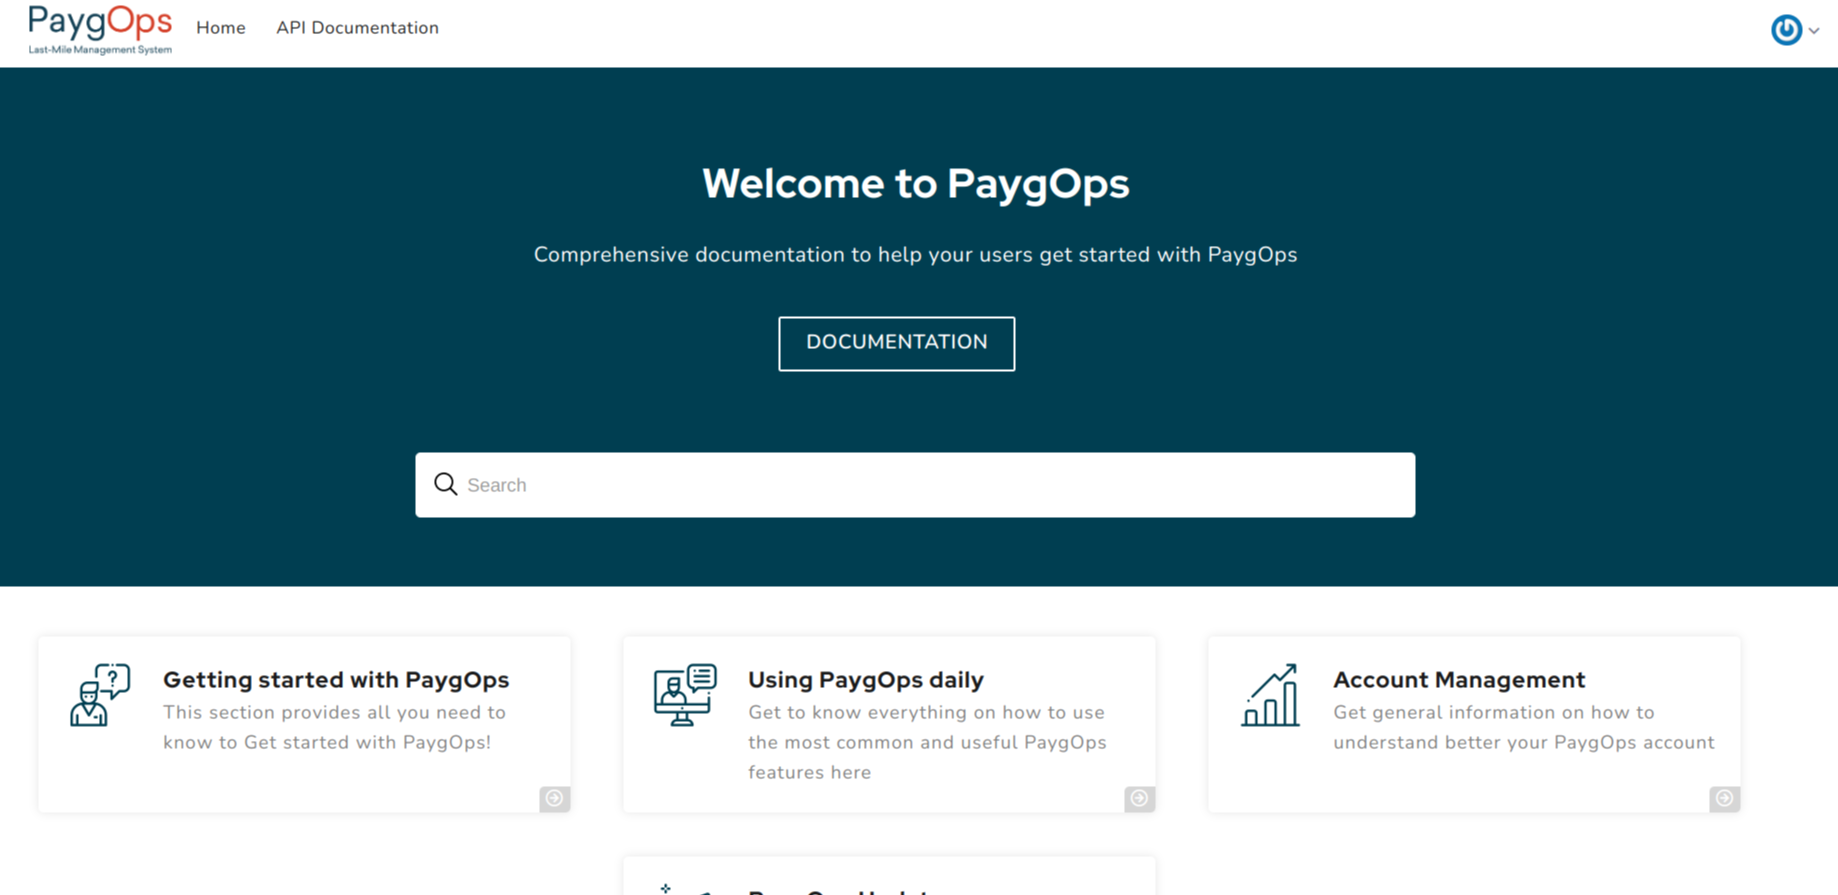 PaygOps
Last-Mile Management System
Home
API Documentation
Welcome to PaygOps
Comprehensive documentation to help your users get started with PaygOps
DOCUMENTATION
Search
?
Getting started with PaygOps
This section provides all you need to
know to Get started with PaygOps!
Using PaygOps daily
Get to know everything on how to use
the most common and useful PaygOps
features here
Account Management
Get general information on how to
understand better your PaygOps account